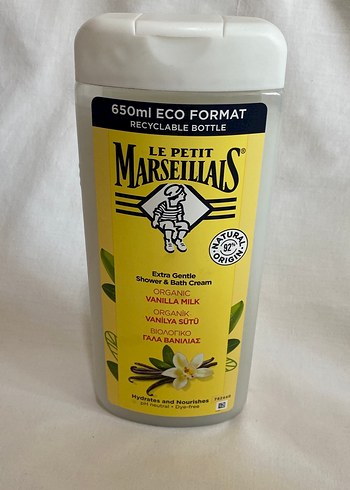 650ml ECO FORMAT
RECYCLABLE BOTTLE
LE PETIT
MARSEILLAIS®
NATURAL
92%
ORIGIN
Extra Gentle
Shower & Bath Cream
ORGANIC
VANILLA MILK
ORGANİK
VANİLYA SÜTÜ
ΒΙΟΛΟΓΙΚΟ
ΓΑΛΑ ΒΑΝΙΛΙΑΣ
Hydrates and Nourishes
pH neutral • Dye-free